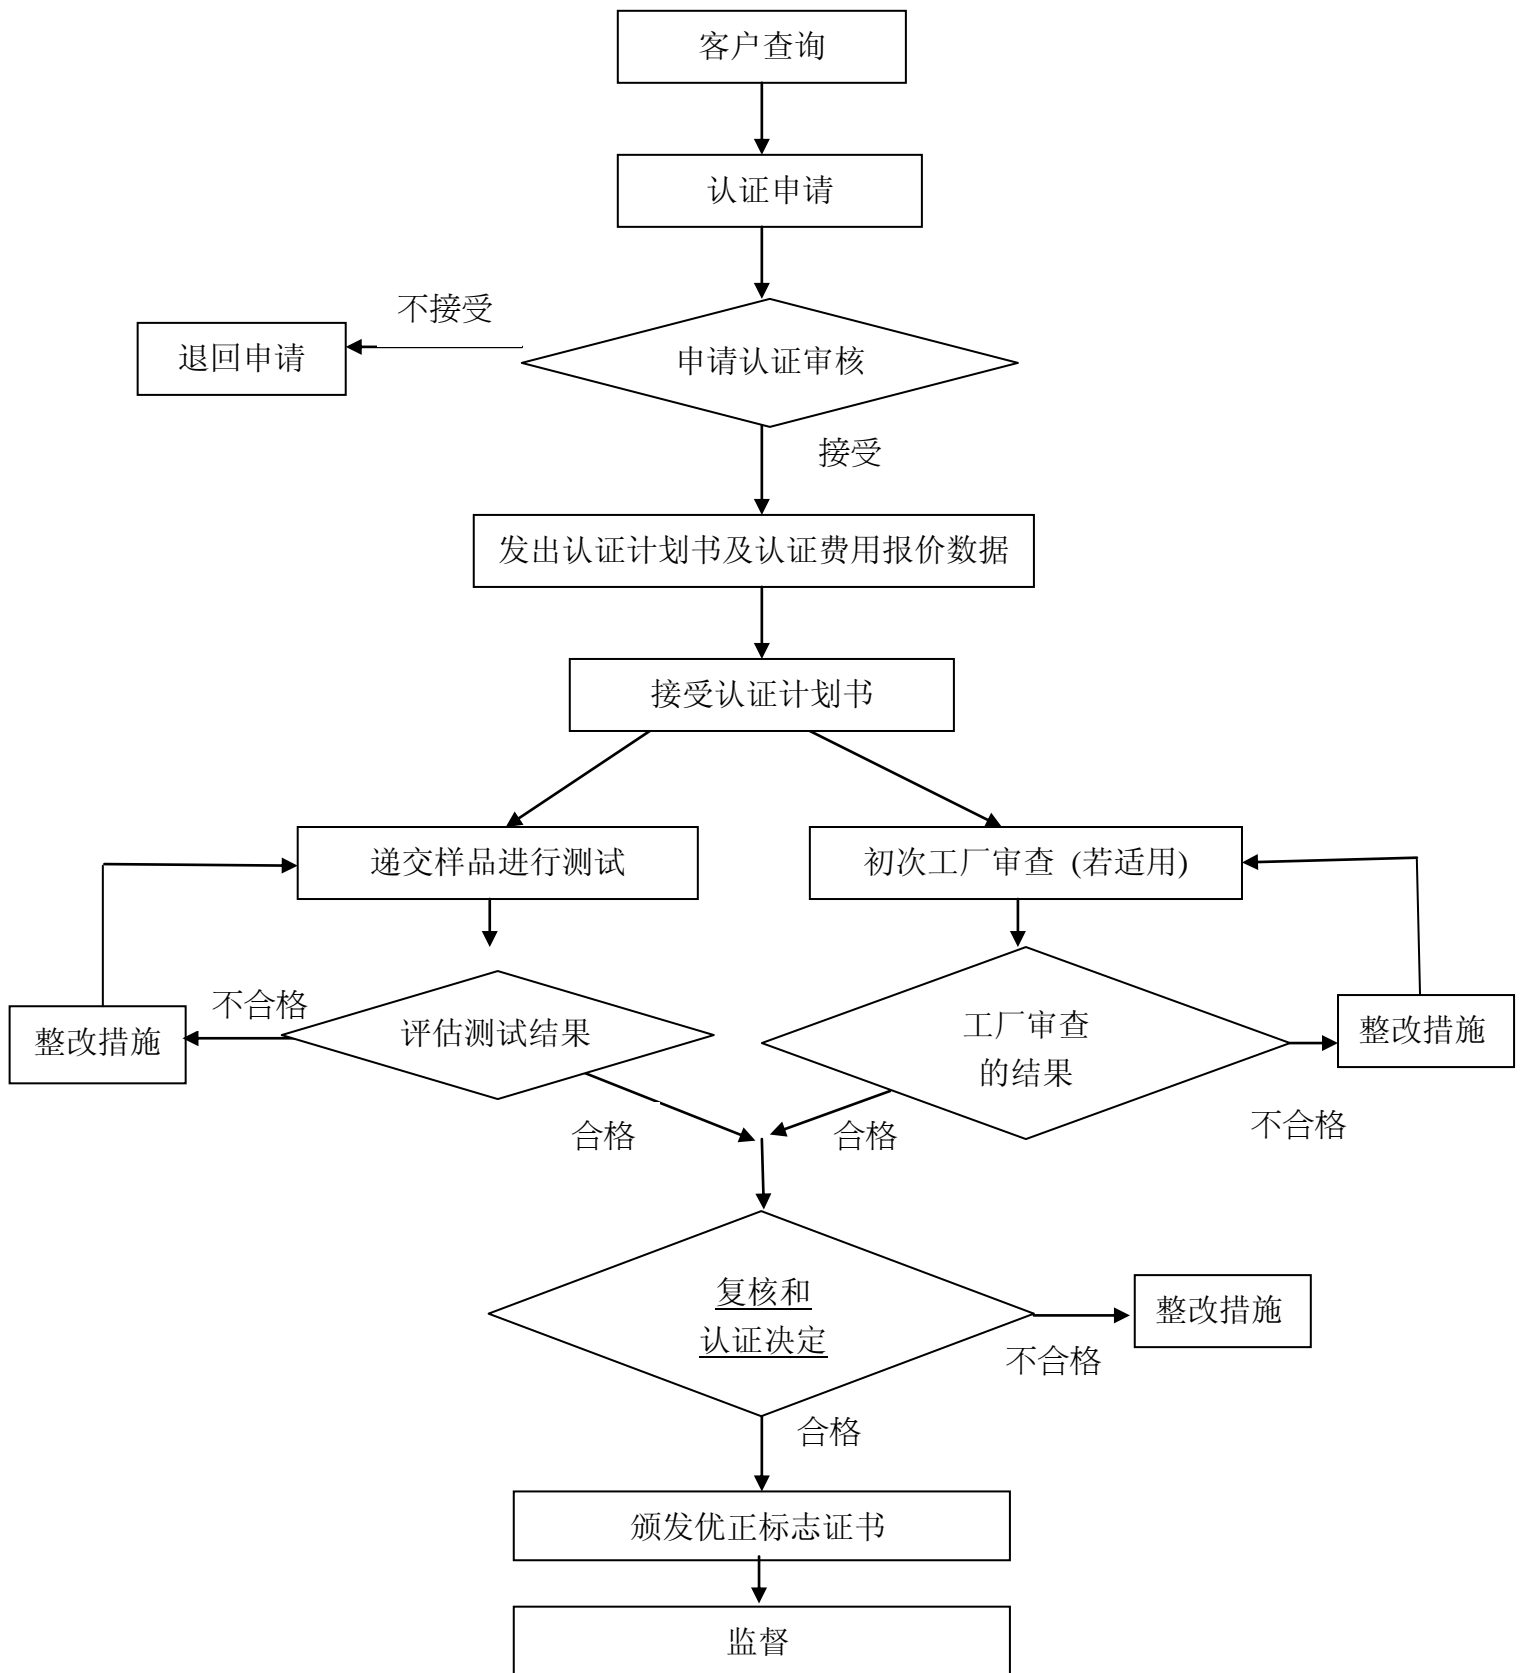 客户查询
认证申请
不接受
退回申请
申请认证审核
接受
发出认证计划书及认证费用报价数据
接受认证计划书
递交样品进行测试
初次工厂审查 (若适用)
不合格
整改措施
评估测试结果
工厂审查
的结果
整改措施
合格
合格
不合格
复核和
认证决定
整改措施
不合格
合格
颁发优正标志证书
监督